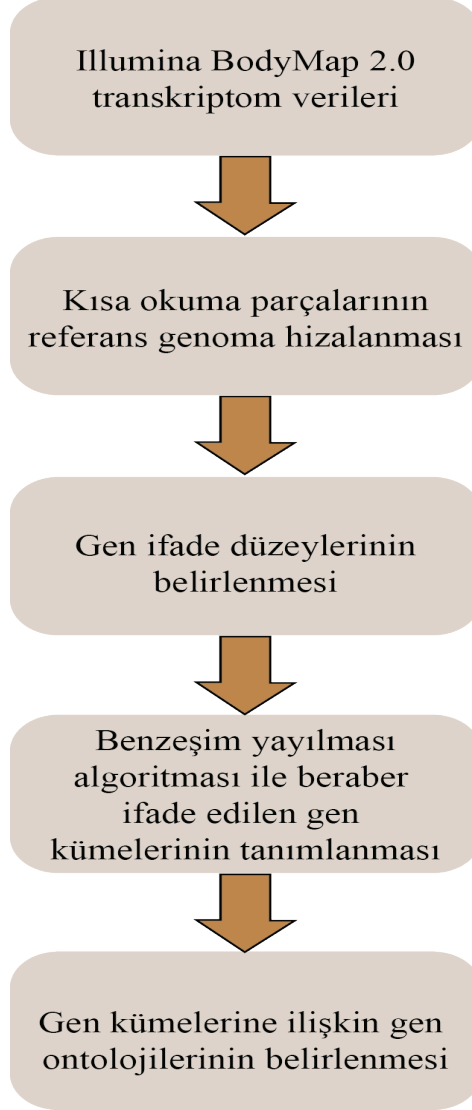 Illumina BodyMap 2.0
transkriptom verileri
Kısa okuma parçalarının
referans genoma hizalanması
Gen ifade düzeylerinin
belirlenmesi
Benzeşim yayılması
algoritması ile beraber
ifade edilen gen
kümelerinin tanımlanması
Gen kümelerine ilişkin gen
ontolojilerinin belirlenmesi